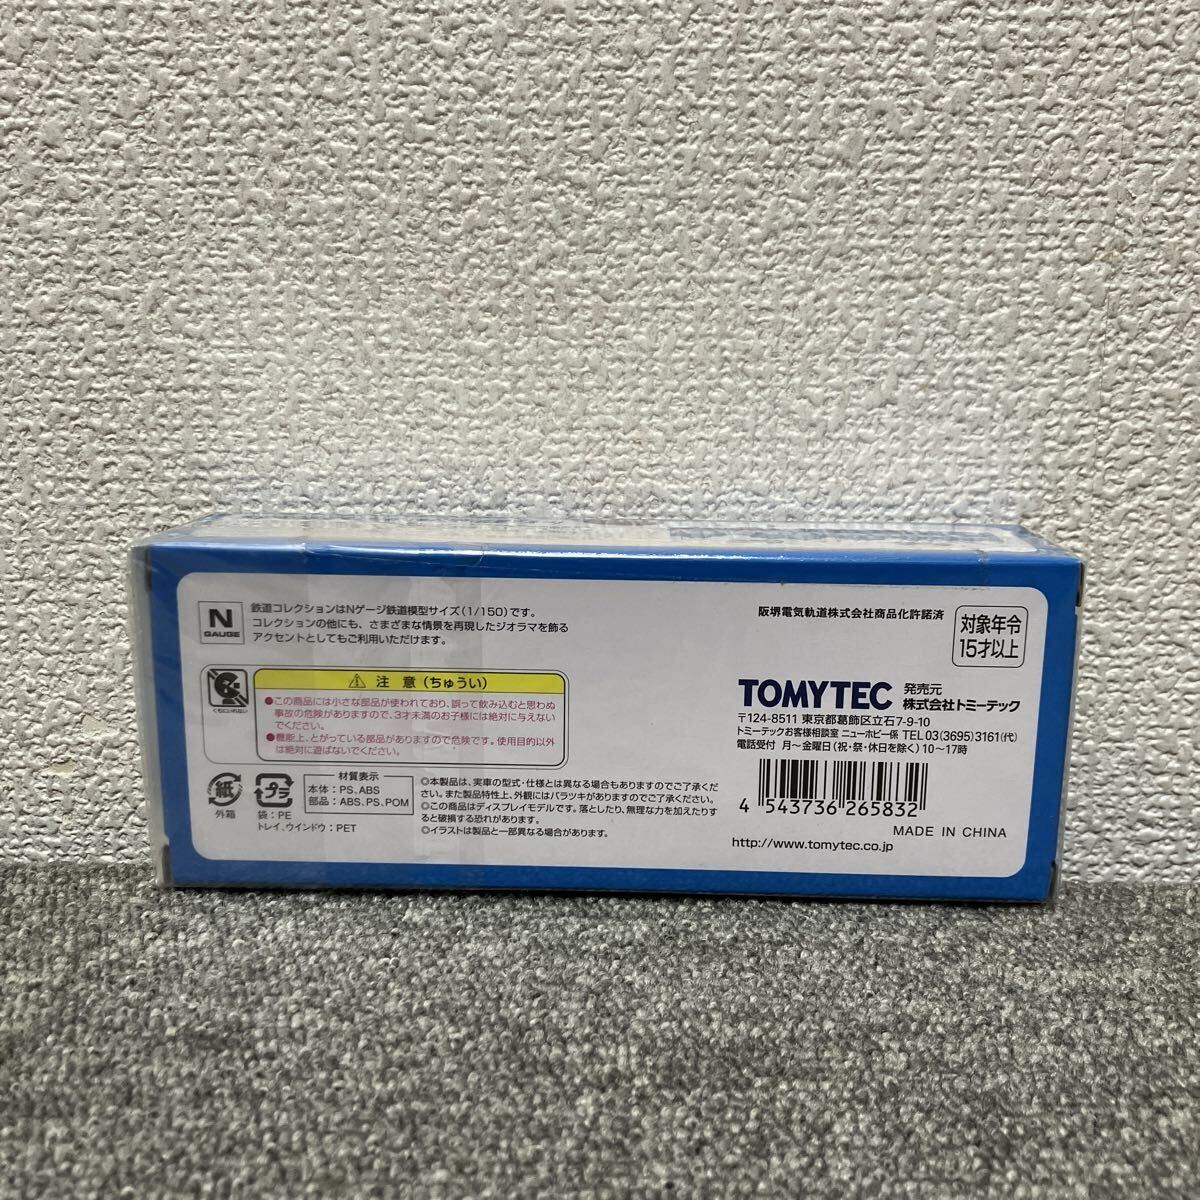 N
GAUGE
鉄道コレクションはNゲージ鉄道模型サイズ(1/150)です。
コレクションの他にも、さまざまな情景を再現したジオラマを飾る
アクセントとしてもご利用いただけます。
阪堺電気軌道株式会社商品化許諾済
対象年令
15才以上
くちにいれない
注意(ちゅうい)
●この商品には小さな部品が使われており、誤って飲み込むと思わぬ
事故の危険がありますので、3才未満のお子様には絶対に与えない
でください。
●機能上、とがっている部品がありますので危険です。使用目的以外
は絶対に遊ばないでください。
TOMYTEC 発売元
株式会社トミーテック
〒124-8511 東京都葛飾区立石7-9-10
トミーテックお客様相談室 ニューホビー係 TEL 03(3695)3161(代)
電話受付 月〜金曜日(祝・祭・休日を除く)10〜17時
紙
外箱
プラ
材質表示
本体:PS、ABS
部品:ABS、PS、POM
袋:PE
トレイ、ウインドウ:PET
◎本製品は、実車の型式・仕様とは異なる場合もありますのでご了承くだ
さい。また製品特性上、外観にはバラツキがありますのでご了承ください。
◎この商品はディスプレイモデルです。落としたり、無理な力を加えたりす
ると破損する恐れがあります。
◎イラストは製品と一部異なる場合があります。
4 543736 265832
MADE IN CHINA
http://www.tomytec.co.jp